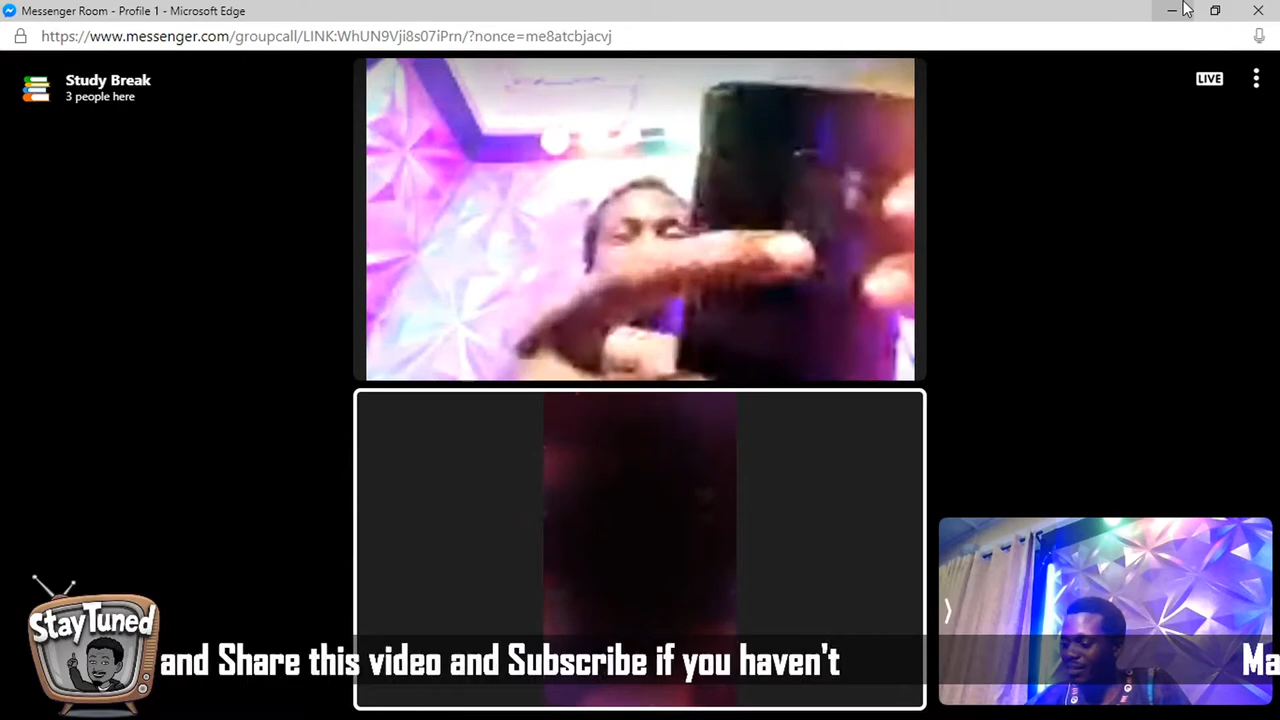 Messenger Room - Profile 1 - Microsoft Edge
https://www.messenger.com/groupcall/LINK:WhUN9Vji8s07iPrn/?nonce=me8atcbjacvj
Study Break
3 people here
LIVE
StayTuned
and Share this video and Subscribe if you haven't
Ma